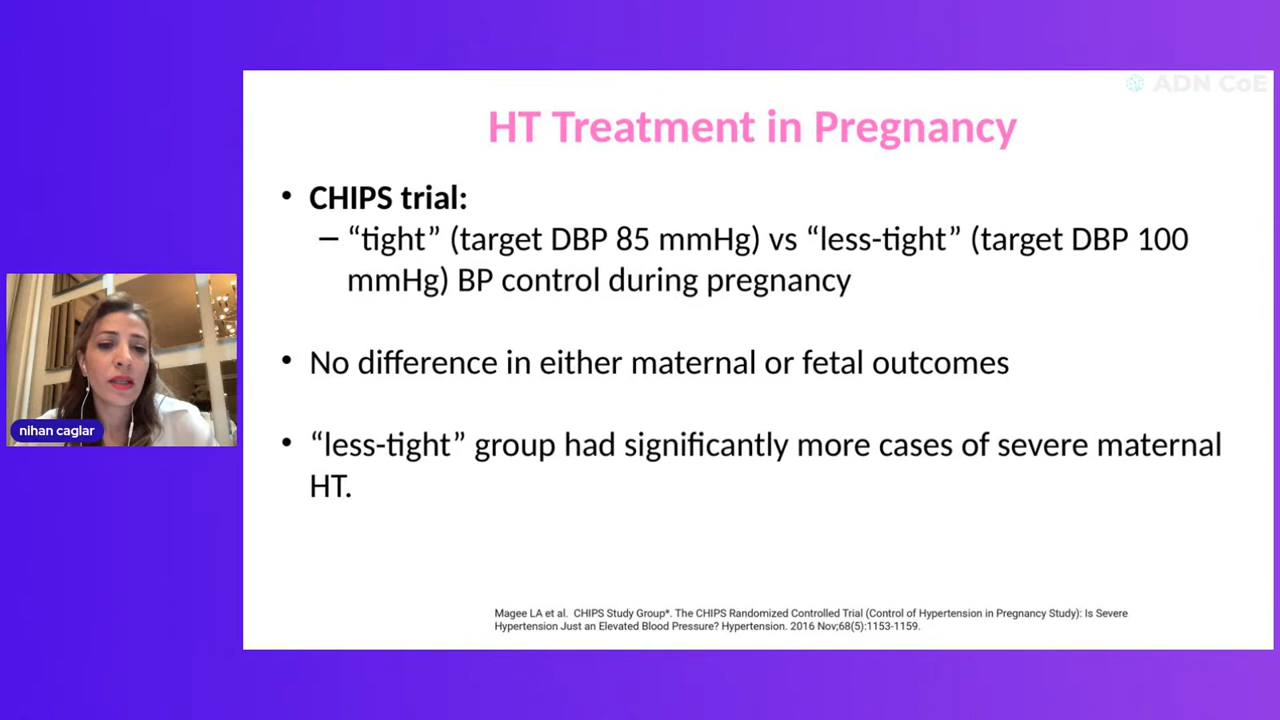 ADN CoE
HT Treatment in Pregnancy
• CHIPS trial:
– “tight” (target DBP 85 mmHg) vs “less-tight” (target DBP 100
mmHg) BP control during pregnancy
• No difference in either maternal or fetal outcomes
• “less-tight” group had significantly more cases of severe maternal
HT.
nihan caglar
Magee LA et al. CHIPS Study Group*. The CHIPS Randomized Controlled Trial (Control of Hypertension in Pregnancy Study): Is Severe
Hypertension Just an Elevated Blood Pressure? Hypertension. 2016 Nov;68(5):1153-1159.